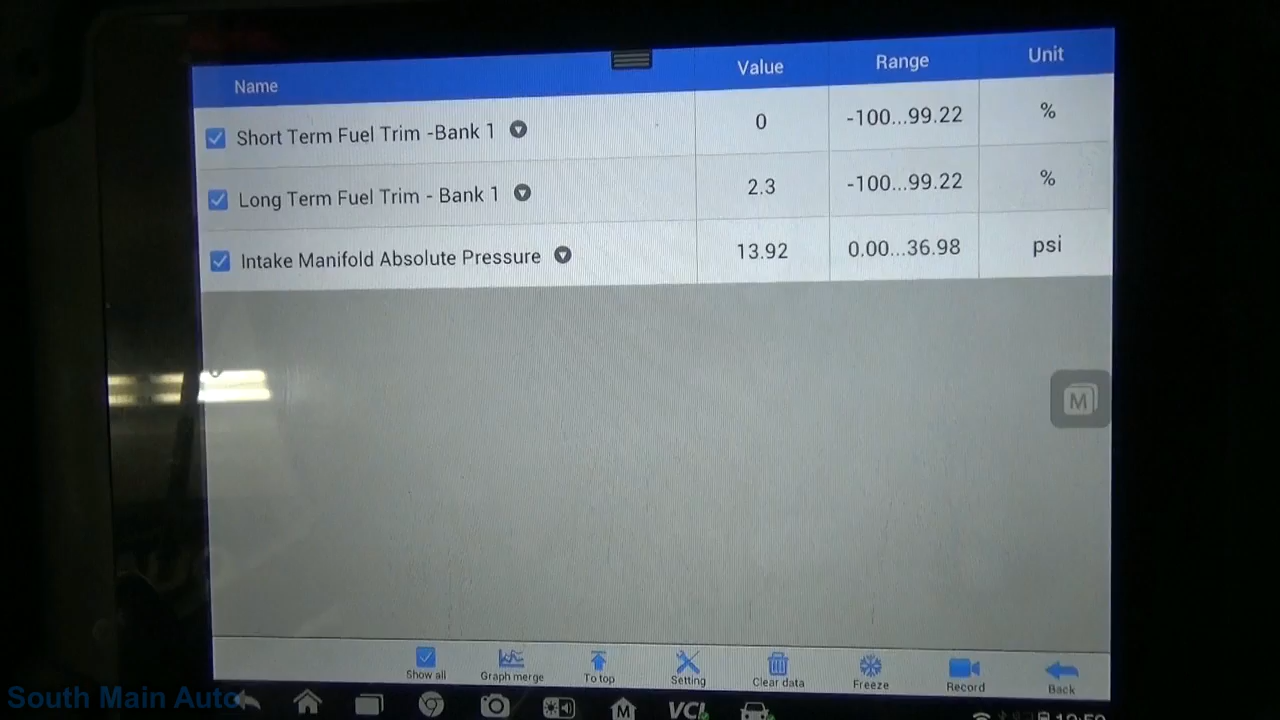 Name Value Range Unit
Short Term Fuel Trim -Bank 1 0 -100...99.22 %
Long Term Fuel Trim - Bank 1 2.3 -100...99.22 %
Intake Manifold Absolute Pressure 13.92 0.00...36.98 psi
M
Show all Graph merge To top Setting Clear data Freeze Record Back
South Main Auto
M VCI